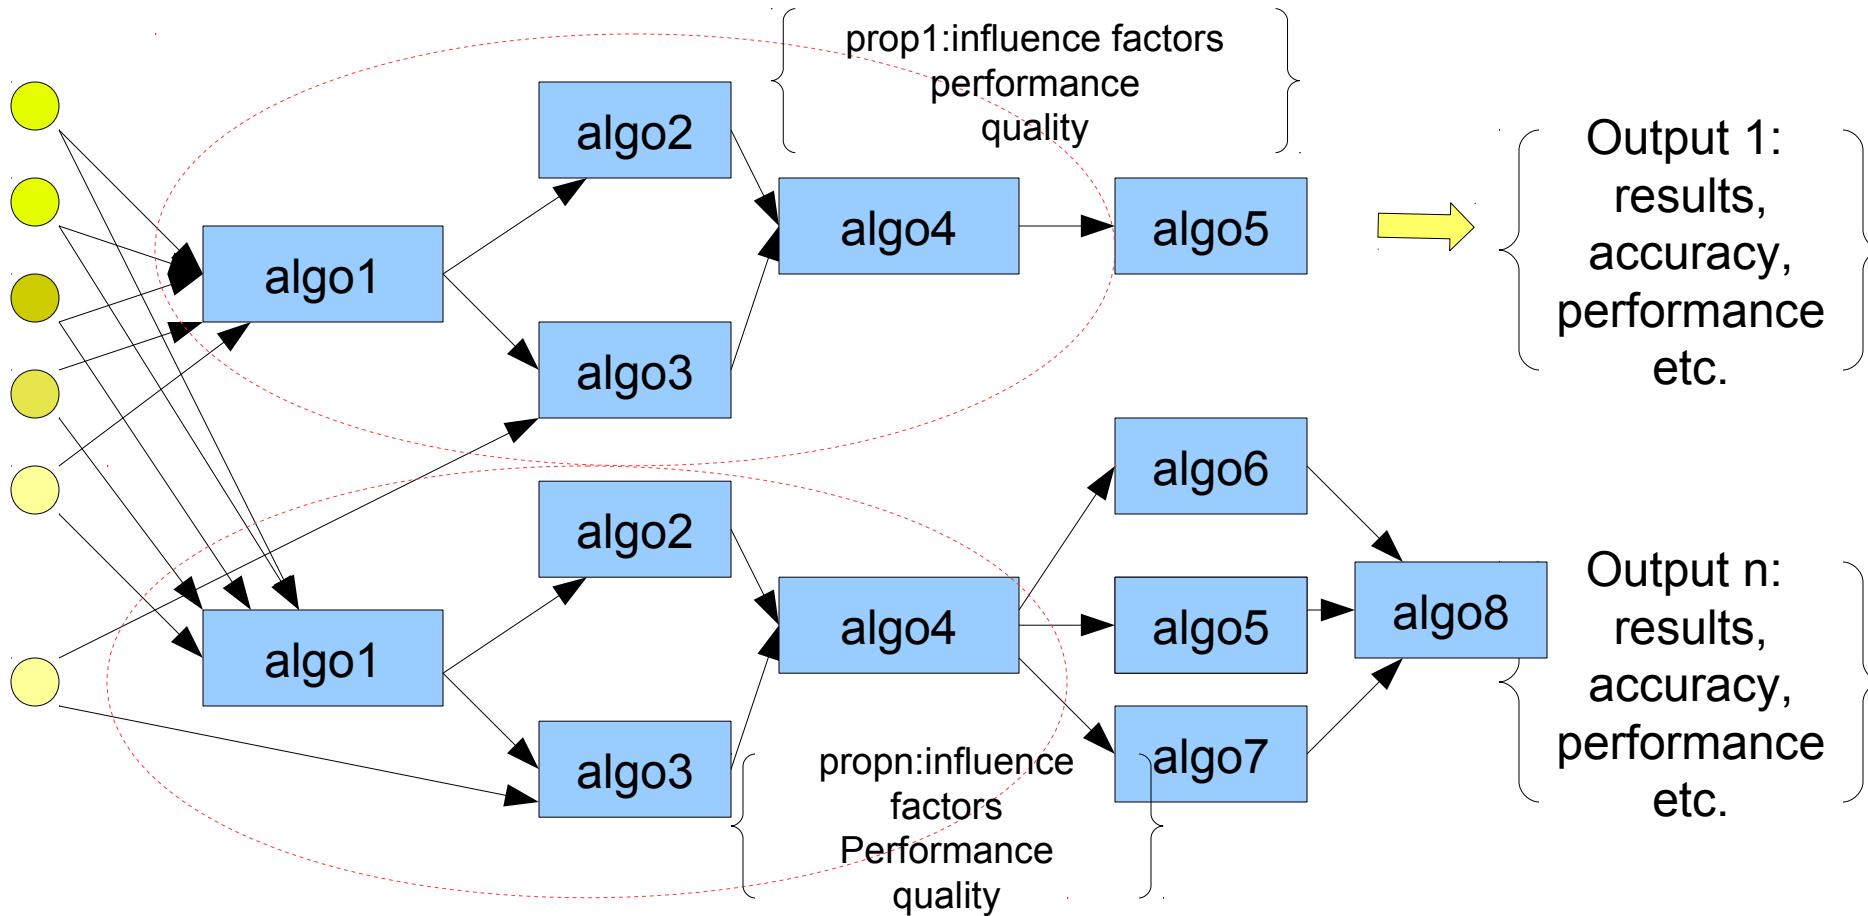 prop1:influence factors
performance
quality
algo2
algo1
algo4
algo5
algo3
Output 1:
results,
accuracy,
performance
etc.
algo6
algo2
algo4
algo5
algo8
algo1
algo7
algo3
propn:influence
factors
Performance
quality
Output n:
results,
accuracy,
performance
etc.